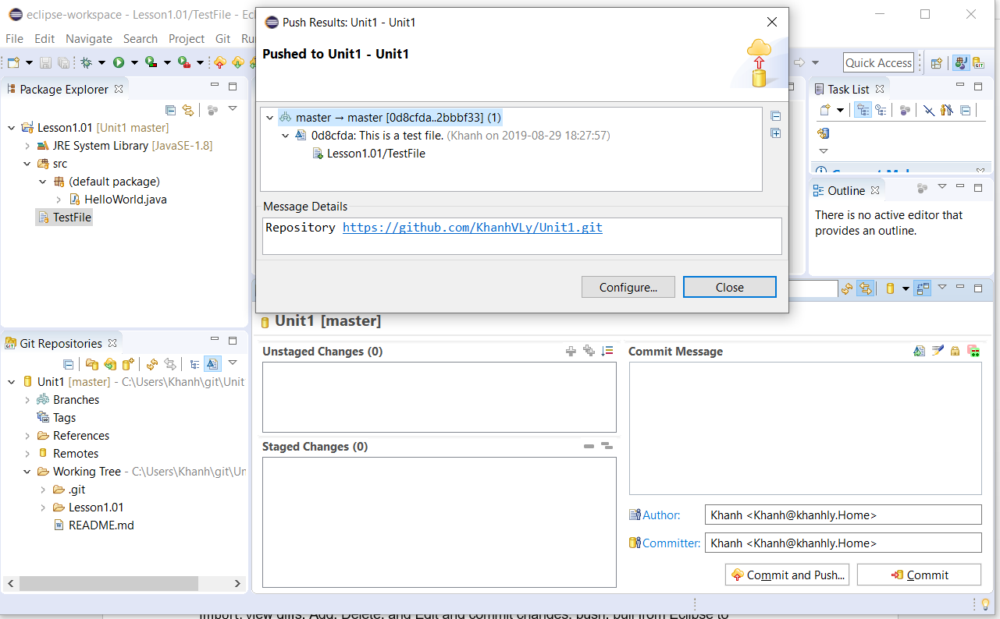 eclipse-workspace - Lesson1.01/TestFile - Ec
File Edit Navigate Search Project Git Ru
Quick Access
Push Results: Unit1 - Unit1
Pushed to Unit1 - Unit1
master → master [0d8cfda..2bbbf33] (1)
0d8cfda: This is a test file. (Khanh on 2019-08-29 18:27:57)
Lesson1.01/TestFile
Message Details
Repository https://github.com/KhanhVLy/Unit1.git
Configure...
Close
Package Explorer
Lesson1.01 [Unit1 master]
JRE System Library [JavaSE-1.8]
src
(default package)
HelloWorld.java
TestFile
Task List
Outline
There is no active editor that
provides an outline.
Git Repositories
GIT
Unit1 [master] - C:\Users\Khanh\git\Unit
Branches
Tags
References
Remotes
Working Tree - C:\Users\Khanh\git\Un
.git
Lesson1.01
README.md
Unit1 [master]
Unstaged Changes (0)
Staged Changes (0)
Commit Message
Author:
Khanh <Khanh@khanhly.Home>
Committer:
Khanh <Khanh@khanhly.Home>
Commit and Push...
Commit
import, view diffs, Add, Delete, and Edit and commit changes, push, pull from Eclipse to